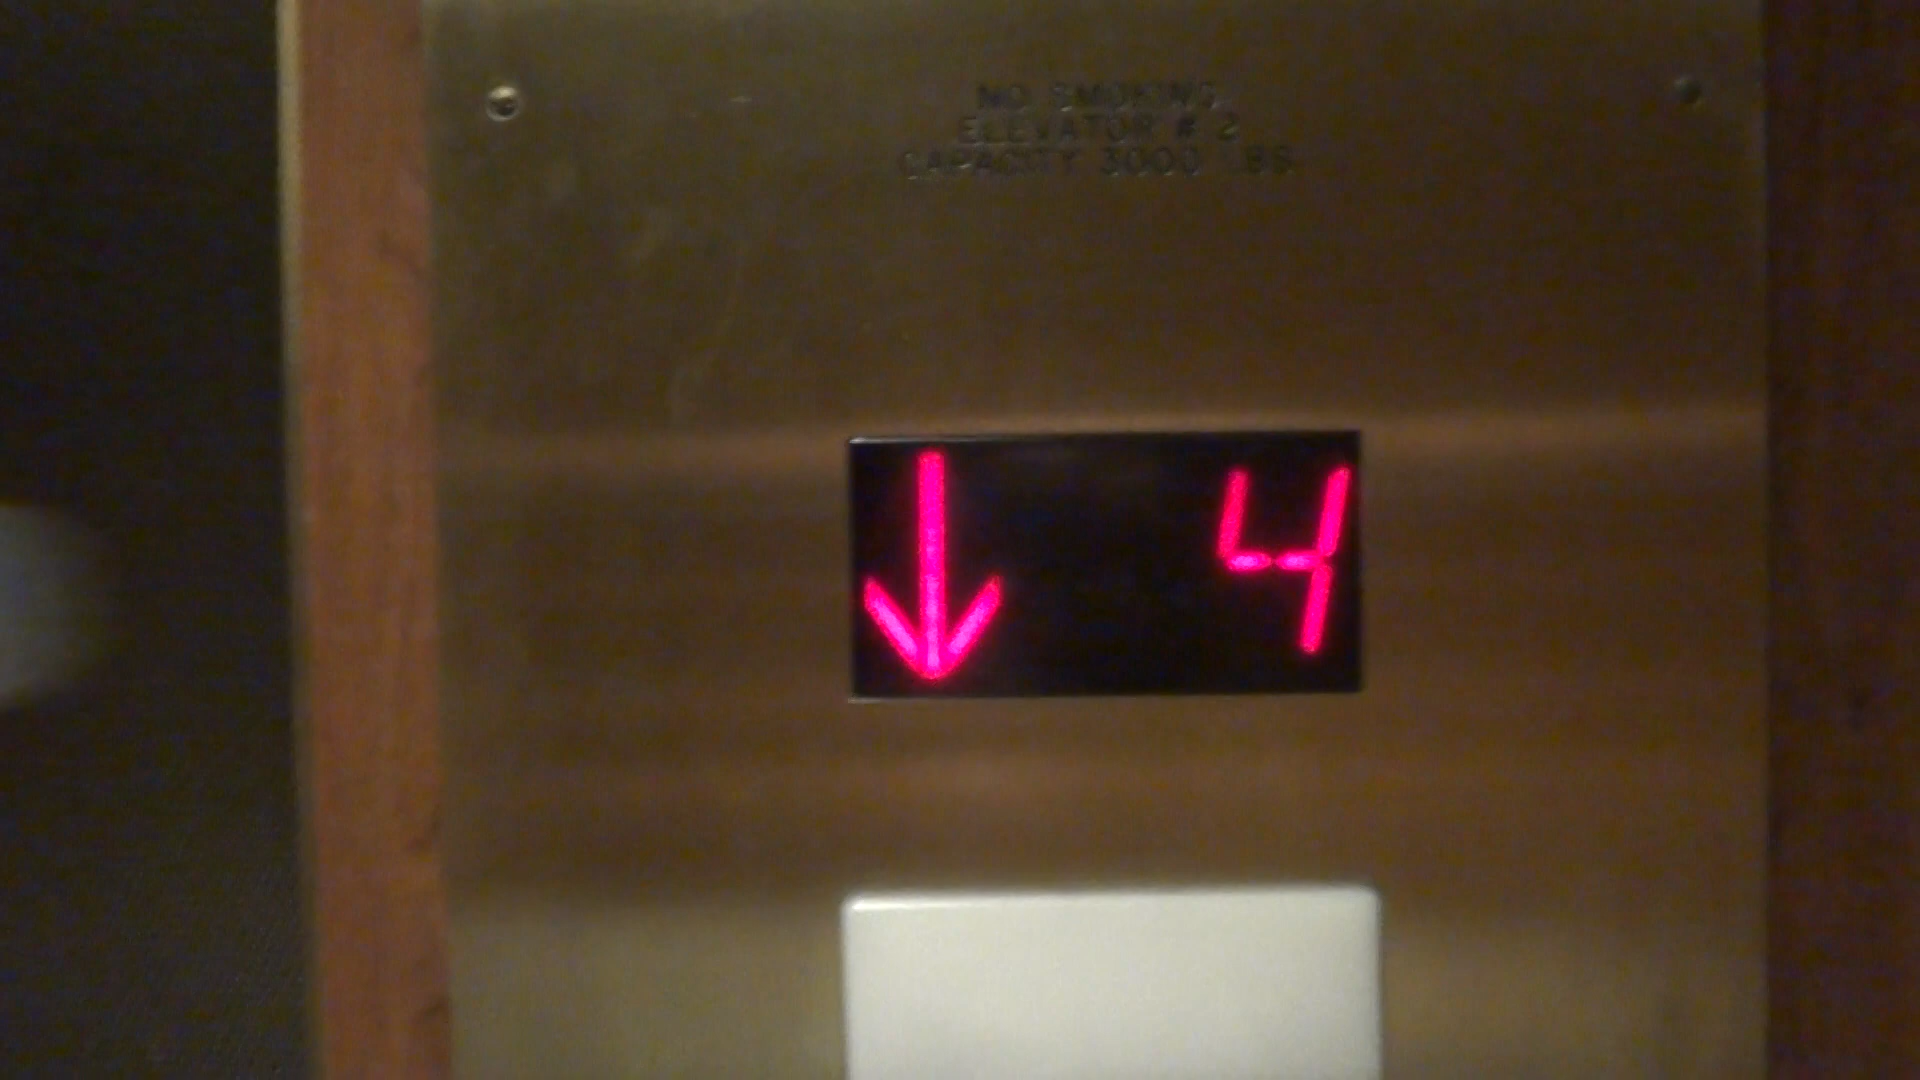 NO SMOKING
ELEVATOR # 2
CAPACITY 3000 LBS
↓ 4